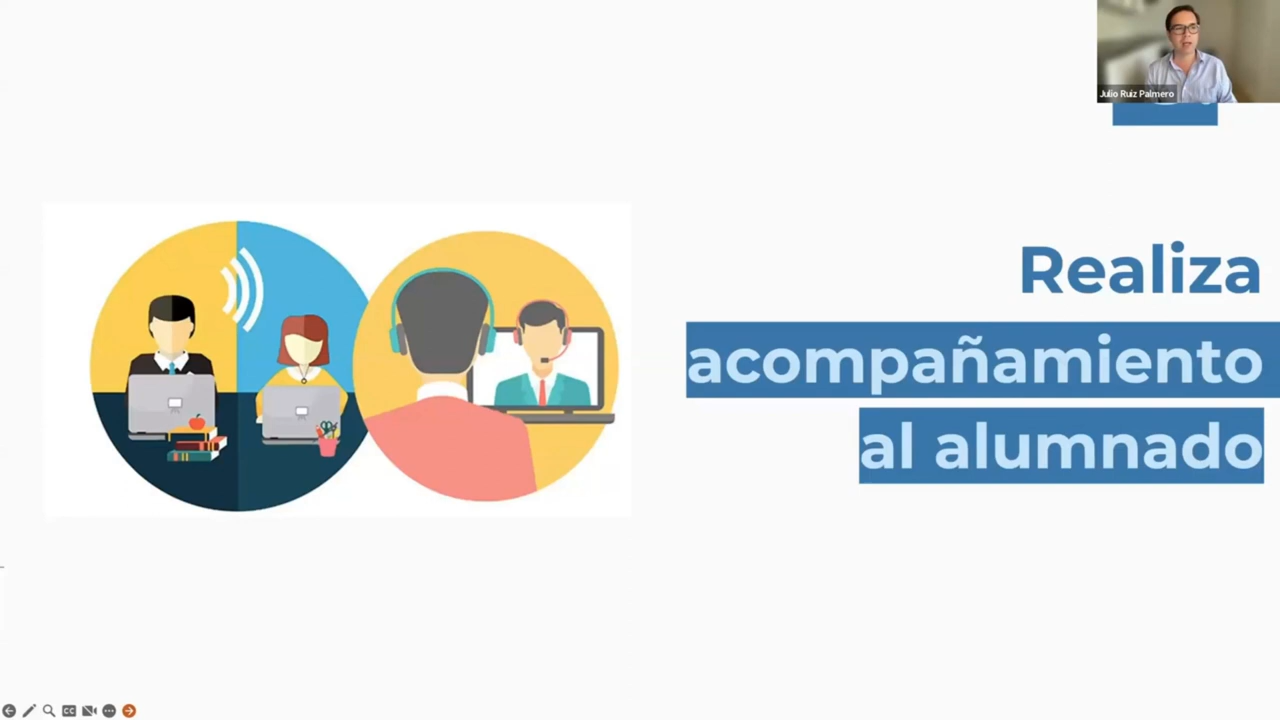 Julio Ruiz Palmero
Realiza
acompañamiento
al alumnado